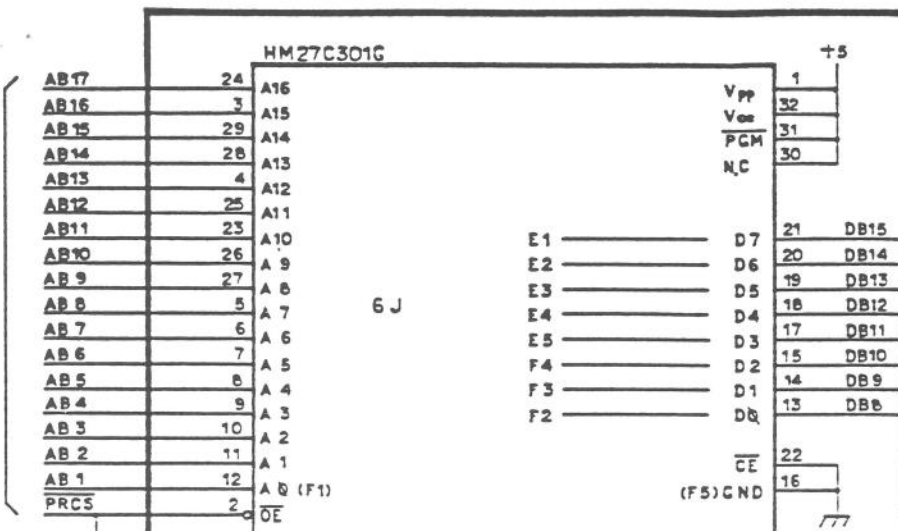 HM27C301G +5
AB17 24 A16 VPP 1
AB16 3 A15 Vcc 32
AB15 29 A14 PGM 31
AB14 28 A13 N.C 30
AB13 4 A12
AB12 25 A11
AB11 23 A10 E1 D7 21 DB15
AB10 26 A9 E2 D6 20 DB14
AB9 27 A8 E3 D5 19 DB13
AB8 5 A7 6J E4 D4 18 DB12
AB7 6 A6 E5 D3 17 DB11
AB6 7 A5 F4 D2 15 DB10
AB5 8 A4 F3 D1 14 DB9
AB4 9 A3 F2 D0 13 DB8
AB3 10 A2
AB2 11 A1 CE 22
AB1 12 A0 (F1) (F5) GND 16
PRCS 2 OE